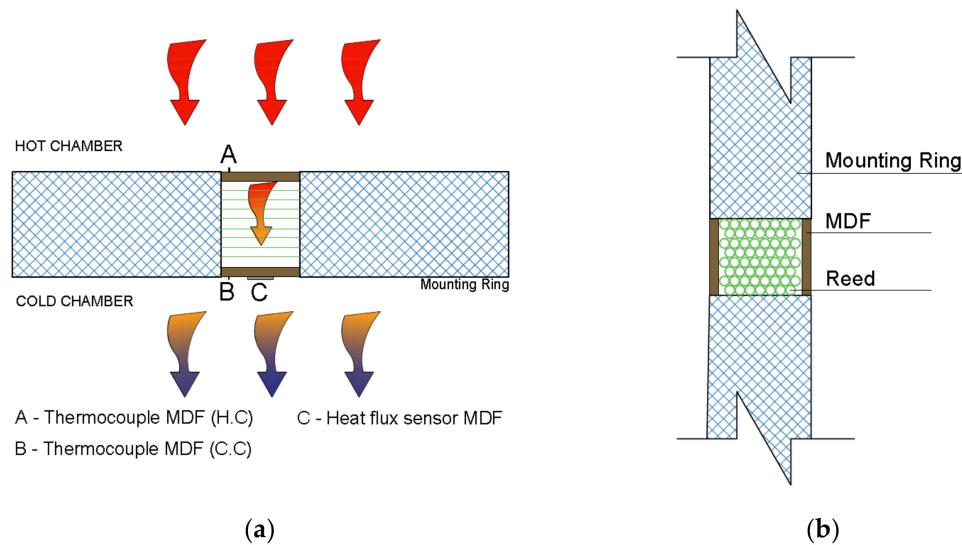 HOT CHAMBER
A
B
C
Mounting Ring
COLD CHAMBER
A - Thermocouple MDF (H.C)
C - Heat flux sensor MDF
B - Thermocouple MDF (C.C)
(a)
Mounting Ring
MDF
Reed
(b)